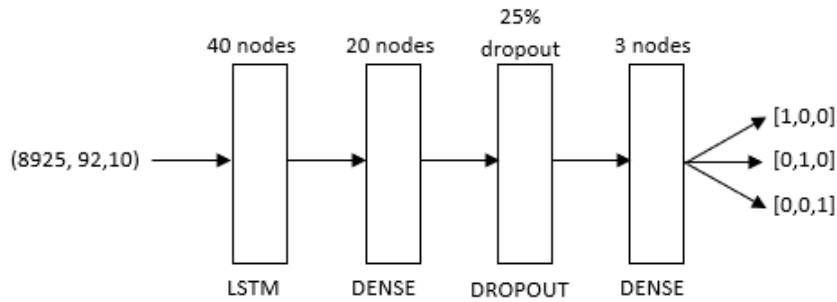 40 nodes
20 nodes
25%
dropout
3 nodes
(8925, 92,10)
[1,0,0]
[0,1,0]
[0,0,1]
LSTM
DENSE
DROPOUT
DENSE